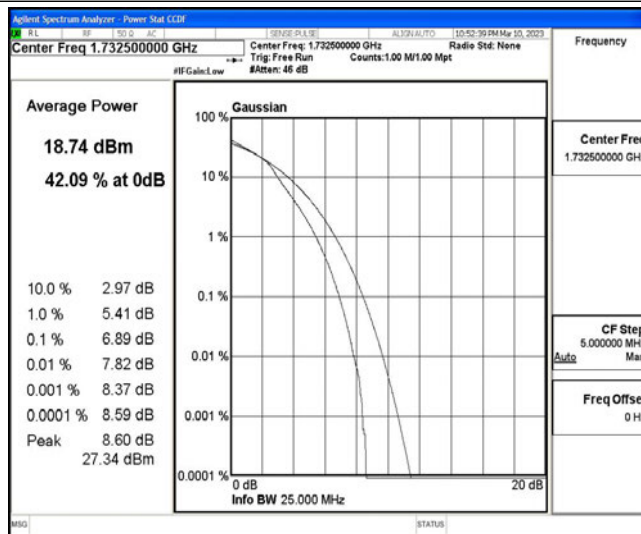 Agilent Spectrum Analyzer - Power Stat CCDF
RL RF 50 Ω AC SENSE:PULSE ALIGN AUTO 10:52:39 PM Mar 10, 2023
Center Freq 1.732500000 GHz
Center Freq: 1.732500000 GHz Radio Std: None
Trig: Free Run Counts:1.00 M/1.00 Mpt
#IFGain:Low #Atten: 46 dB
Frequency
Average Power
18.74 dBm
42.09 % at 0dB
10.0 % 2.97 dB
1.0 % 5.41 dB
0.1 % 6.89 dB
0.01 % 7.82 dB
0.001 % 8.37 dB
0.0001 % 8.59 dB
Peak 8.60 dB
27.34 dBm
Gaussian
100 %
10 %
1 %
0.1 %
0.01 %
0.001 %
0.0001 %
0 dB 20 dB
Info BW 25.000 MHz
Center Fre
1.732500000 GH
CF Step
5.000000 MH
Auto Ma
Freq Offse
0 H
MSG STATUS